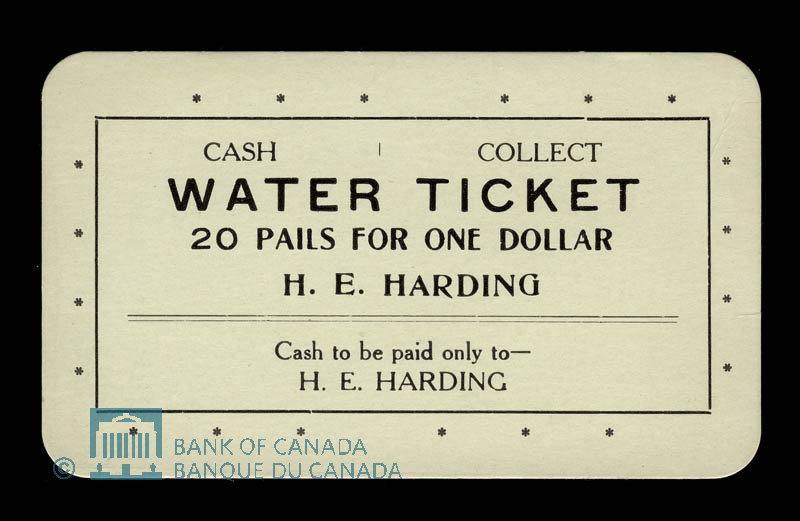 CASH | COLLECT
WATER TICKET
20 PAILS FOR ONE DOLLAR
H. E. HARDING
Cash to be paid only to—
H. E. HARDING
© BANK OF CANADA
BANQUE DU CANADA